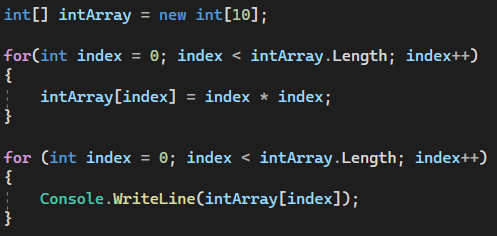 int[] intArray = new int[10];
for(int index = 0; index < intArray.Length; index++)
{
    intArray[index] = index * index;
}
for (int index = 0; index < intArray.Length; index++)
{
    Console.WriteLine(intArray[index]);
}